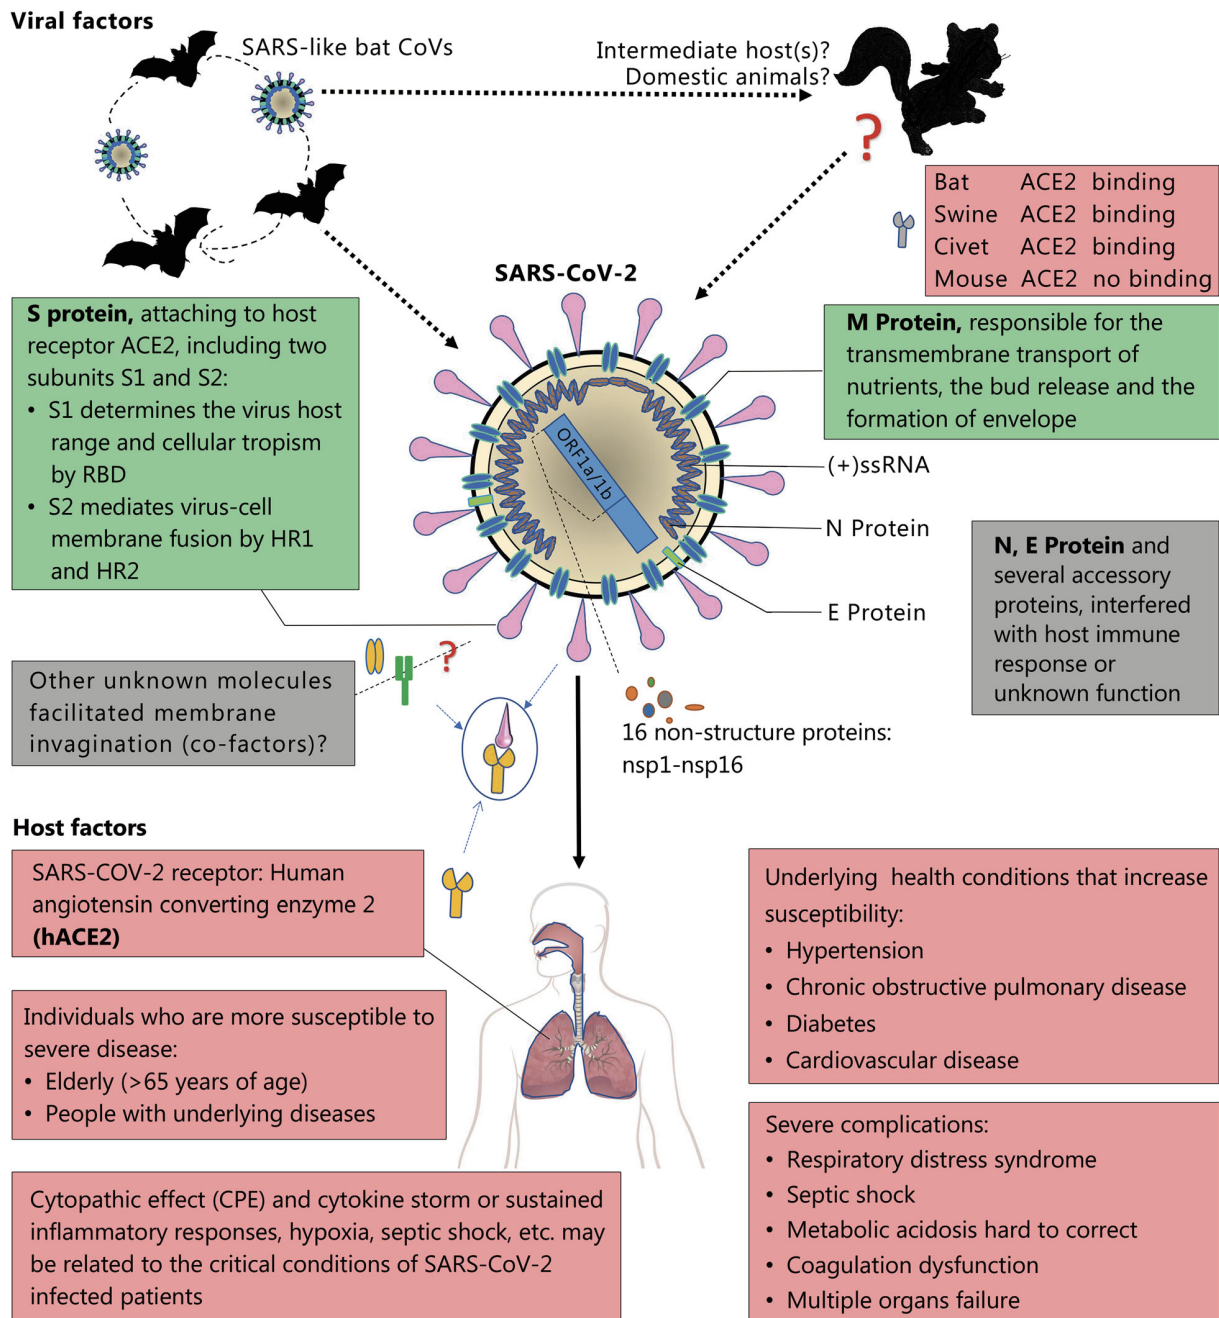 Viral factors
SARS-like bat CoVs
Intermediate host(s)?
Domestic animals?
?
Bat ACE2 binding
Swine ACE2 binding
Civet ACE2 binding
Mouse ACE2 no binding
SARS-CoV-2
S protein, attaching to host
receptor ACE2, including two
subunits S1 and S2:
• S1 determines the virus host
range and cellular tropism
by RBD
• S2 mediates virus-cell
membrane fusion by HR1
and HR2
M Protein, responsible for the
transmembrane transport of
nutrients, the bud release and the
formation of envelope
ORF1a/1b
(+)ssRNA
N Protein
E Protein
N, E Protein and
several accessory
proteins, interfered
with host immune
response or
unknown function
?
Other unknown molecules
facilitated membrane
invagination (co-factors)?
16 non-structure proteins:
nsp1-nsp16
Host factors
SARS-COV-2 receptor: Human
angiotensin converting enzyme 2
(hACE2)
Individuals who are more susceptible to
severe disease:
• Elderly (>65 years of age)
• People with underlying diseases
Cytopathic effect (CPE) and cytokine storm or sustained
inflammatory responses, hypoxia, septic shock, etc. may
be related to the critical conditions of SARS-CoV-2
infected patients
Underlying health conditions that increase
susceptibility:
• Hypertension
• Chronic obstructive pulmonary disease
• Diabetes
• Cardiovascular disease
Severe complications:
• Respiratory distress syndrome
• Septic shock
• Metabolic acidosis hard to correct
• Coagulation dysfunction
• Multiple organs failure